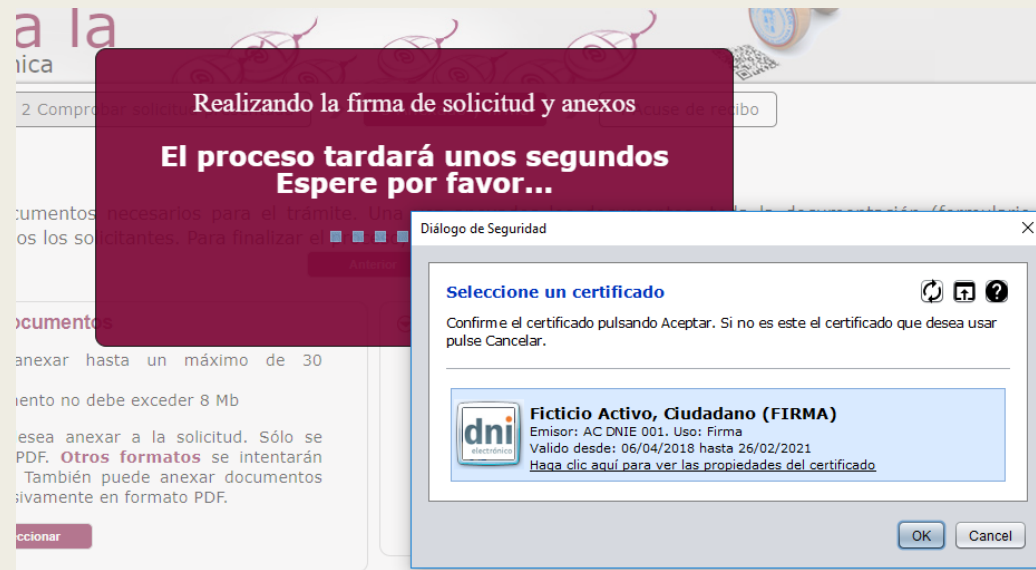 a la
nica
2 Comprobar solicitud
Acuse de recibo
Realizando la firma de solicitud y anexos
El proceso tardará unos segundos
Espere por favor...
cumentos necesarios para el trámite. Una
la documentación (formulario
os los solicitantes. Para finalizar el
Anterior
Diálogo de Seguridad
Seleccione un certificado
Confirme el certificado pulsando Aceptar. Si no es este el certificado que desea usar
pulse Cancelar.
dni
electrónico
Ficticio Activo, Ciudadano (FIRMA)
Emisor: AC DNIE 001. Uso: Firma
Valido desde: 06/04/2018 hasta 26/02/2021
Haga clic aquí para ver las propiedades del certificado
OK
Cancel
ocumentos
anexar hasta un máximo de 30
ento no debe exceder 8 Mb
esea anexar a la solicitud. Sólo se
PDF. Otros formatos se intentarán
También puede anexar documentos
sivamente en formato PDF.
eccionar